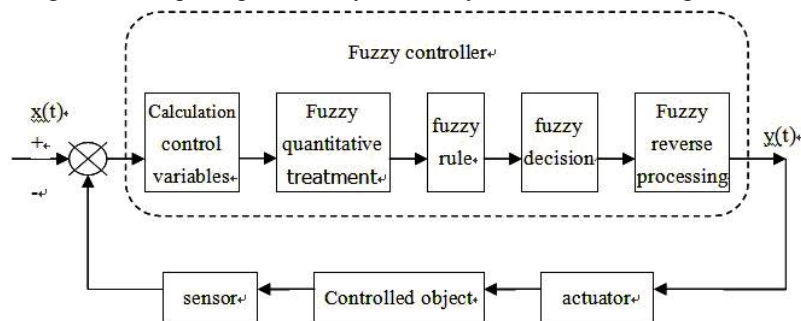 Fuzzy controller
x(t)
+
-
Calculation
control
variables
Fuzzy
quantitative
treatment
fuzzy
rule
fuzzy
decision
Fuzzy
reverse
processing
y(t)
sensor
Controlled object
actuator